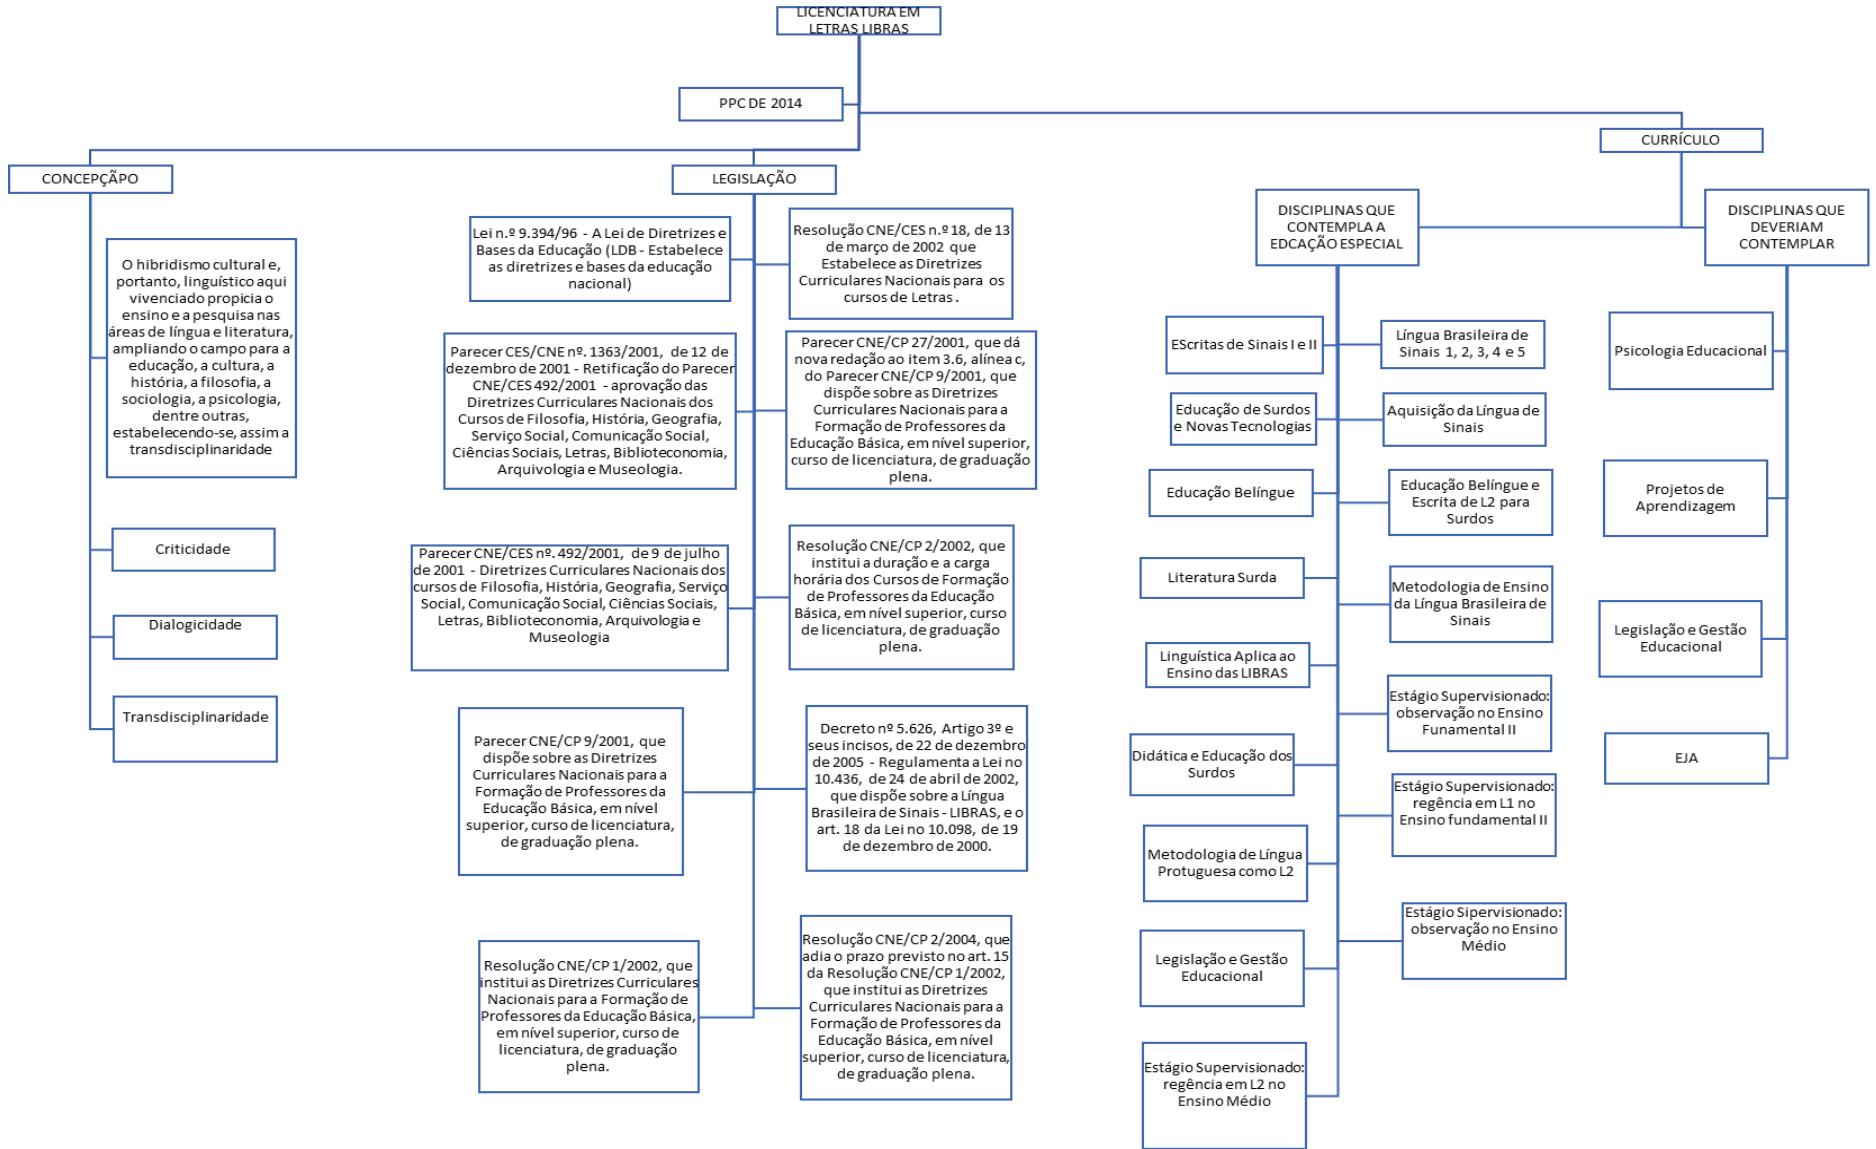 LICENCIATURA EM
LETRAS LIBRAS
PPC DE 2014
CONCEPÇÃPO
O hibridismo cultural e,
portanto, linguístico aqui
vivenciado propicia o
ensino e a pesquisa nas
áreas de língua e literatura,
ampliando o campo para a
educação, a cultura, a
história, a filosofia, a
sociologia, a psicologia,
dentre outras,
estabelecendo-se, assim a
transdisciplinaridade
Criticidade
Dialogicidade
Transdisciplinaridade
LEGISLAÇÃO
Lei n.º 9.394/96 - A Lei de Diretrizes e
Bases da Educação (LDB - Estabelece
as diretrizes e bases da educação
nacional)
Resolução CNE/CES n.º 18, de 13
de março de 2002 que
Estabelece as Diretrizes
Curriculares Nacionais para os
cursos de Letras .
Parecer CES/CNE nº. 1363/2001, de 12 de
dezembro de 2001 - Retificação do Parecer
CNE/CES 492/2001 - aprovação das
Diretrizes Curriculares Nacionais dos
Cursos de Filosofia, História, Geografia,
Serviço Social, Comunicação Social,
Ciências Sociais, Letras, Biblioteconomia,
Arquivologia e Museologia.
Parecer CNE/CP 27/2001, que dá
nova redação ao item 3.6, alínea c,
do Parecer CNE/CP 9/2001, que
dispõe sobre as Diretrizes
Curriculares Nacionais para a
Formação de Professores da
Educação Básica, em nível superior,
curso de licenciatura, de graduação
plena.
Parecer CNE/CES nº. 492/2001, de 9 de julho
de 2001 - Diretrizes Curriculares Nacionais dos
cursos de Filosofia, História, Geografia, Serviço
Social, Comunicação Social, Ciências Sociais,
Letras, Biblioteconomia, Arquivologia e
Museologia
Resolução CNE/CP 2/2002, que
institui a duração e a carga
horária dos Cursos de Formação
de Professores da Educação
Básica, em nível superior, curso
de licenciatura, de graduação
plena.
Parecer CNE/CP 9/2001, que
dispõe sobre as Diretrizes
Curriculares Nacionais para a
Formação de Professores da
Educação Básica, em nível
superior, curso de licenciatura,
de graduação plena.
Decreto nº 5.626, Artigo 3º e
seus incisos, de 22 de dezembro
de 2005 - Regulamenta a Lei no
10.436, de 24 de abril de 2002,
que dispõe sobre a Língua
Brasileira de Sinais - LIBRAS, e o
art. 18 da Lei no 10.098, de 19
de dezembro de 2000.
Resolução CNE/CP 1/2002, que
institui as Diretrizes Curriculares
Nacionais para a Formação de
Professores da Educação Básica,
em nível superior, curso de
licenciatura, de graduação
plena.
Resolução CNE/CP 2/2004, que
adia o prazo previsto no art. 15
da Resolução CNE/CP 1/2002,
que institui as Diretrizes
Curriculares Nacionais para a
Formação de Professores da
Educação Básica, em nível
superior, curso de licenciatura,
de graduação plena.
CURRÍCULO
DISCIPLINAS QUE
CONTEMPLA A
EDCAÇÃO ESPECIAL
EScritas de Sinais I e II
Língua Brasileira de
Sinais 1, 2, 3, 4 e 5
Educação de Surdos
e Novas Tecnologias
Aquisição da Língua de
Sinais
Educação Belíngue
Educação Belíngue e
Escrita de L2 para
Surdos
Literatura Surda
Metodologia de Ensino
da Língua Brasileira de
Sinais
Linguística Aplica ao
Ensino das LIBRAS
Estágio Supervisionado:
observação no Ensino
Funamental II
Didática e Educação dos
Surdos
Estágio Supervisionado:
regência em L1 no
Ensino fundamental II
Metodologia de Língua
Protuguesa como L2
Estágio Sipervisionado:
observação no Ensino
Médio
Legislação e Gestão
Educacional
Estágio Supervisionado:
regência em L2 no
Ensino Médio
DISCIPLINAS QUE
DEVERIAM
CONTEMPLAR
Psicologia Educacional
Projetos de
Aprendizagem
Legislação e Gestão
Educacional
EJA